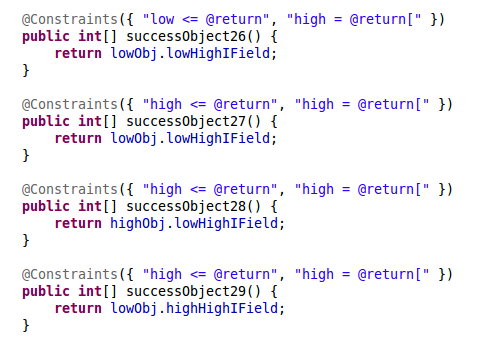 @Constraints({ "low <= @return", "high = @return[" })
public int[] successObject26() {
    return lowObj.lowHighIField;
}
@Constraints({ "high <= @return", "high = @return[" })
public int[] successObject27() {
    return lowObj.lowHighIField;
}
@Constraints({ "high <= @return", "high = @return[" })
public int[] successObject28() {
    return highObj.lowHighIField;
}
@Constraints({ "high <= @return", "high = @return[" })
public int[] successObject29() {
    return lowObj.highHighIField;
}